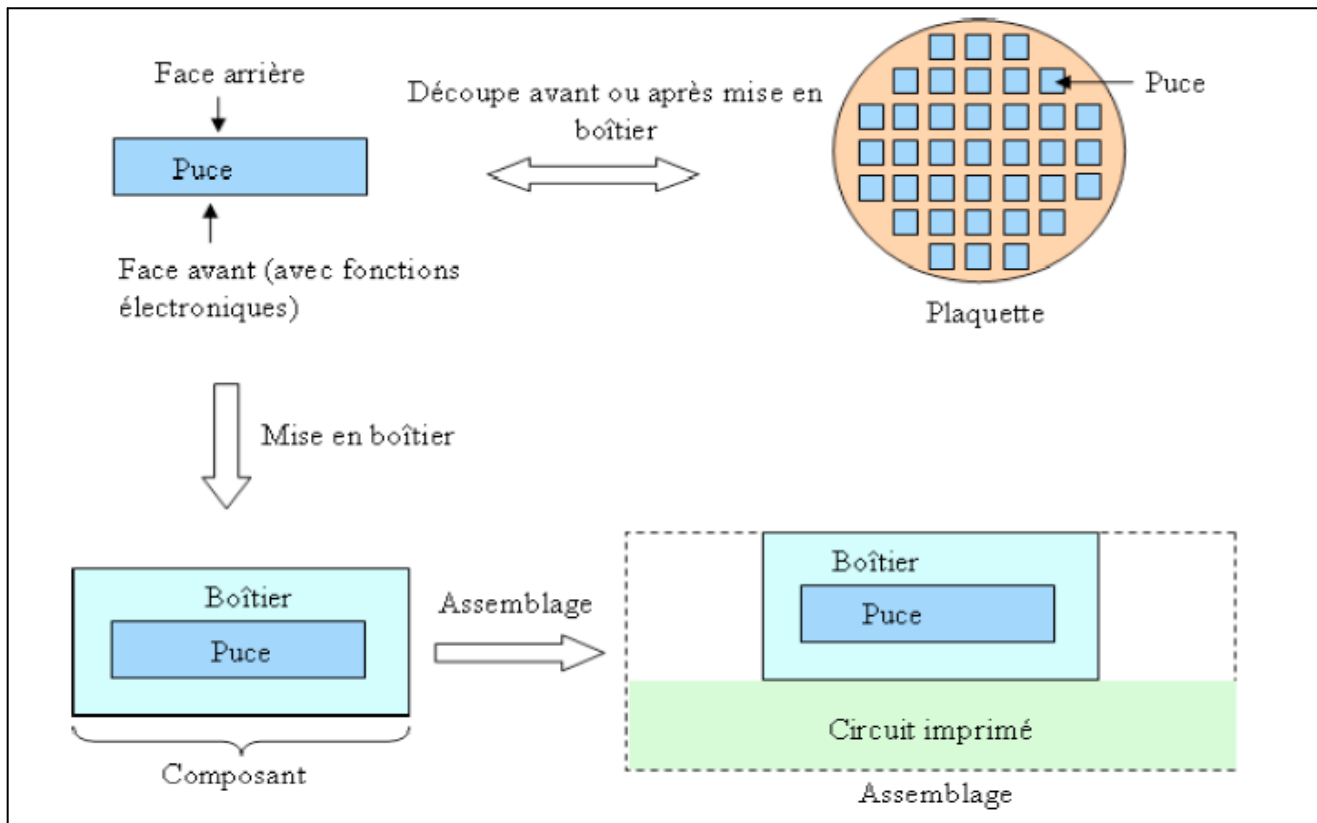 Face arrière
Puce
Face avant (avec fonctions
électroniques)
Découpe avant ou après mise en
boîtier
Puce
Plaquette
Mise en boîtier
Boîtier
Puce
Composant
Assemblage
Boîtier
Puce
Circuit imprimé
Assemblage